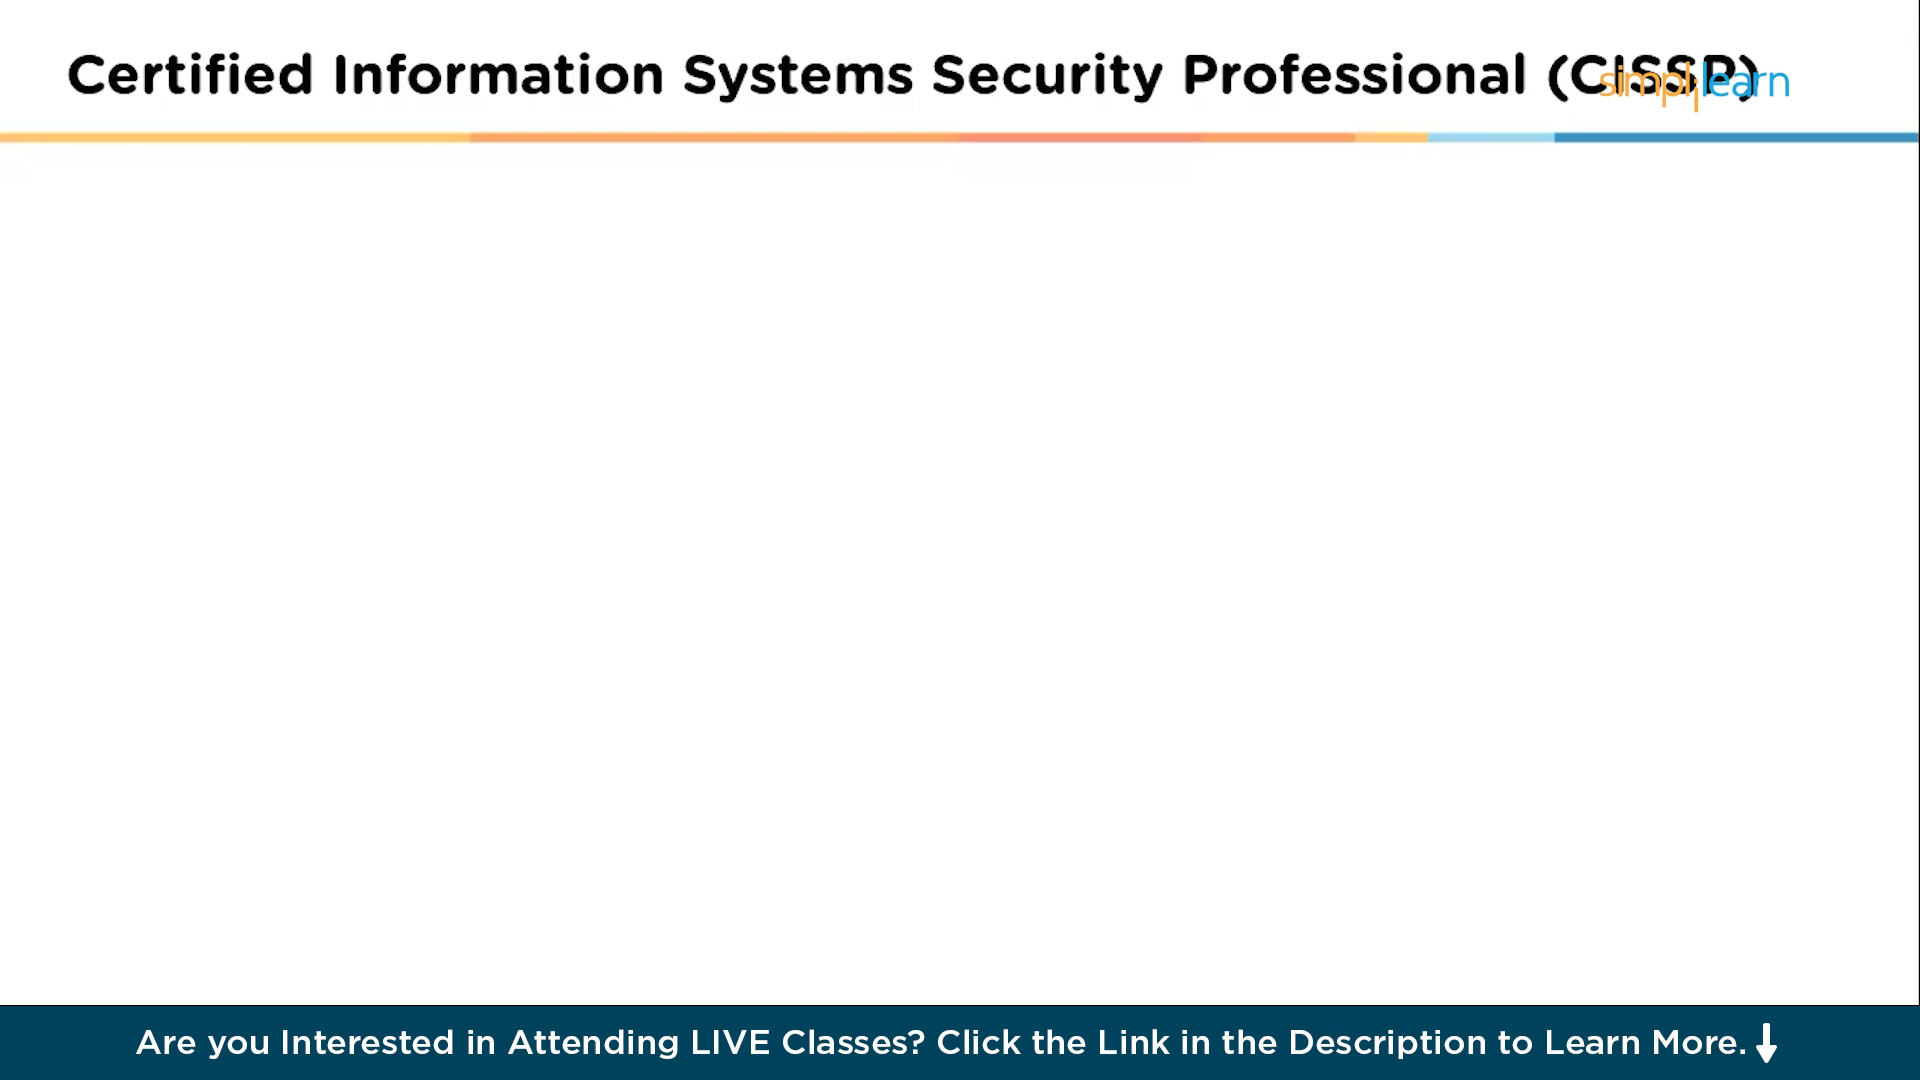 Certified Information Systems Security Professional (CISSP)
simplilearn
Are you Interested in Attending LIVE Classes? Click the Link in the Description to Learn More.